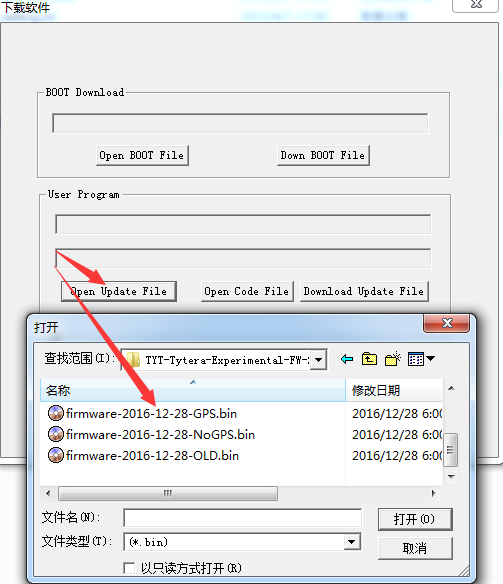 下载软件
BOOT Download
Open BOOT File
Down BOOT File
User Program
Open Update File
Open Code File
Download Update File
打开
查找范围(I):
TYT-Tytera-Experimental-FW-
名称
修改日期
firmware-2016-12-28-GPS.bin
2016/12/28 6:00
firmware-2016-12-28-NoGPS.bin
2016/12/28 6:00
firmware-2016-12-28-OLD.bin
2016/12/28 6:00
文件名(N):
打开(O)
文件类型(T):
(*.bin)
取消
以只读方式打开(R)